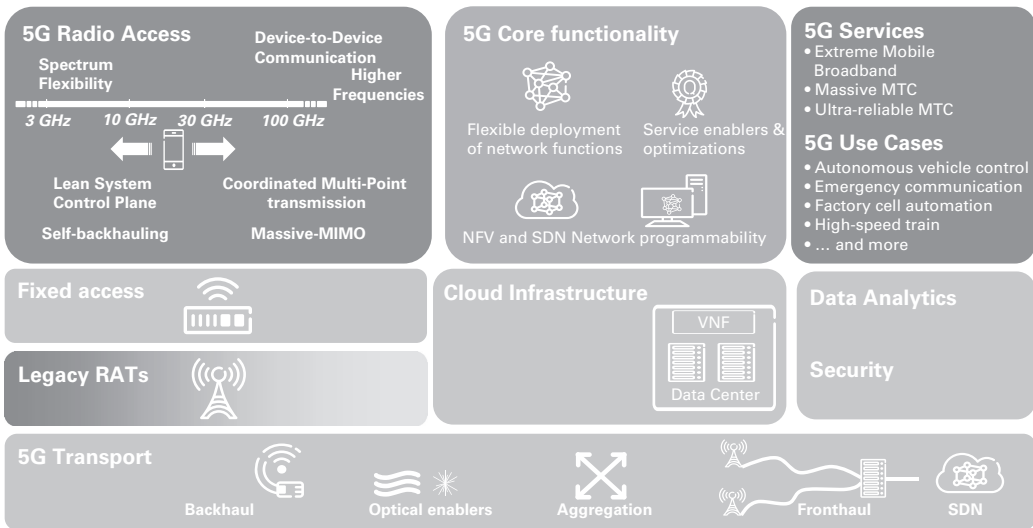 5G Radio Access
Device-to-Device
Communication
Spectrum
Flexibility
Higher
Frequencies
3 GHz 10 GHz 30 GHz 100 GHz
Lean System
Control Plane
Coordinated Multi-Point
transmission
Self-backhauling
Massive-MIMO
5G Core functionality
Flexible deployment
of network functions
Service enablers &
optimizations
NFV and SDN Network programmability
5G Services
• Extreme Mobile
Broadband
• Massive MTC
• Ultra-reliable MTC
5G Use Cases
• Autonomous vehicle control
• Emergency communication
• Factory cell automation
• High-speed train
• ... and more
Fixed access
Legacy RATs
Cloud Infrastructure
VNF
Data Center
Data Analytics
Security
5G Transport
Backhaul
Optical enablers
Aggregation
Fronthaul
SDN